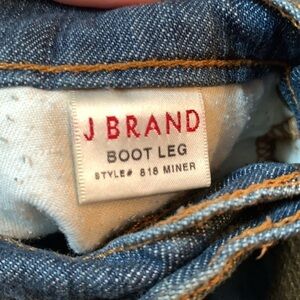 J BRAND
BOOT LEG
STYLE# 818 MINER